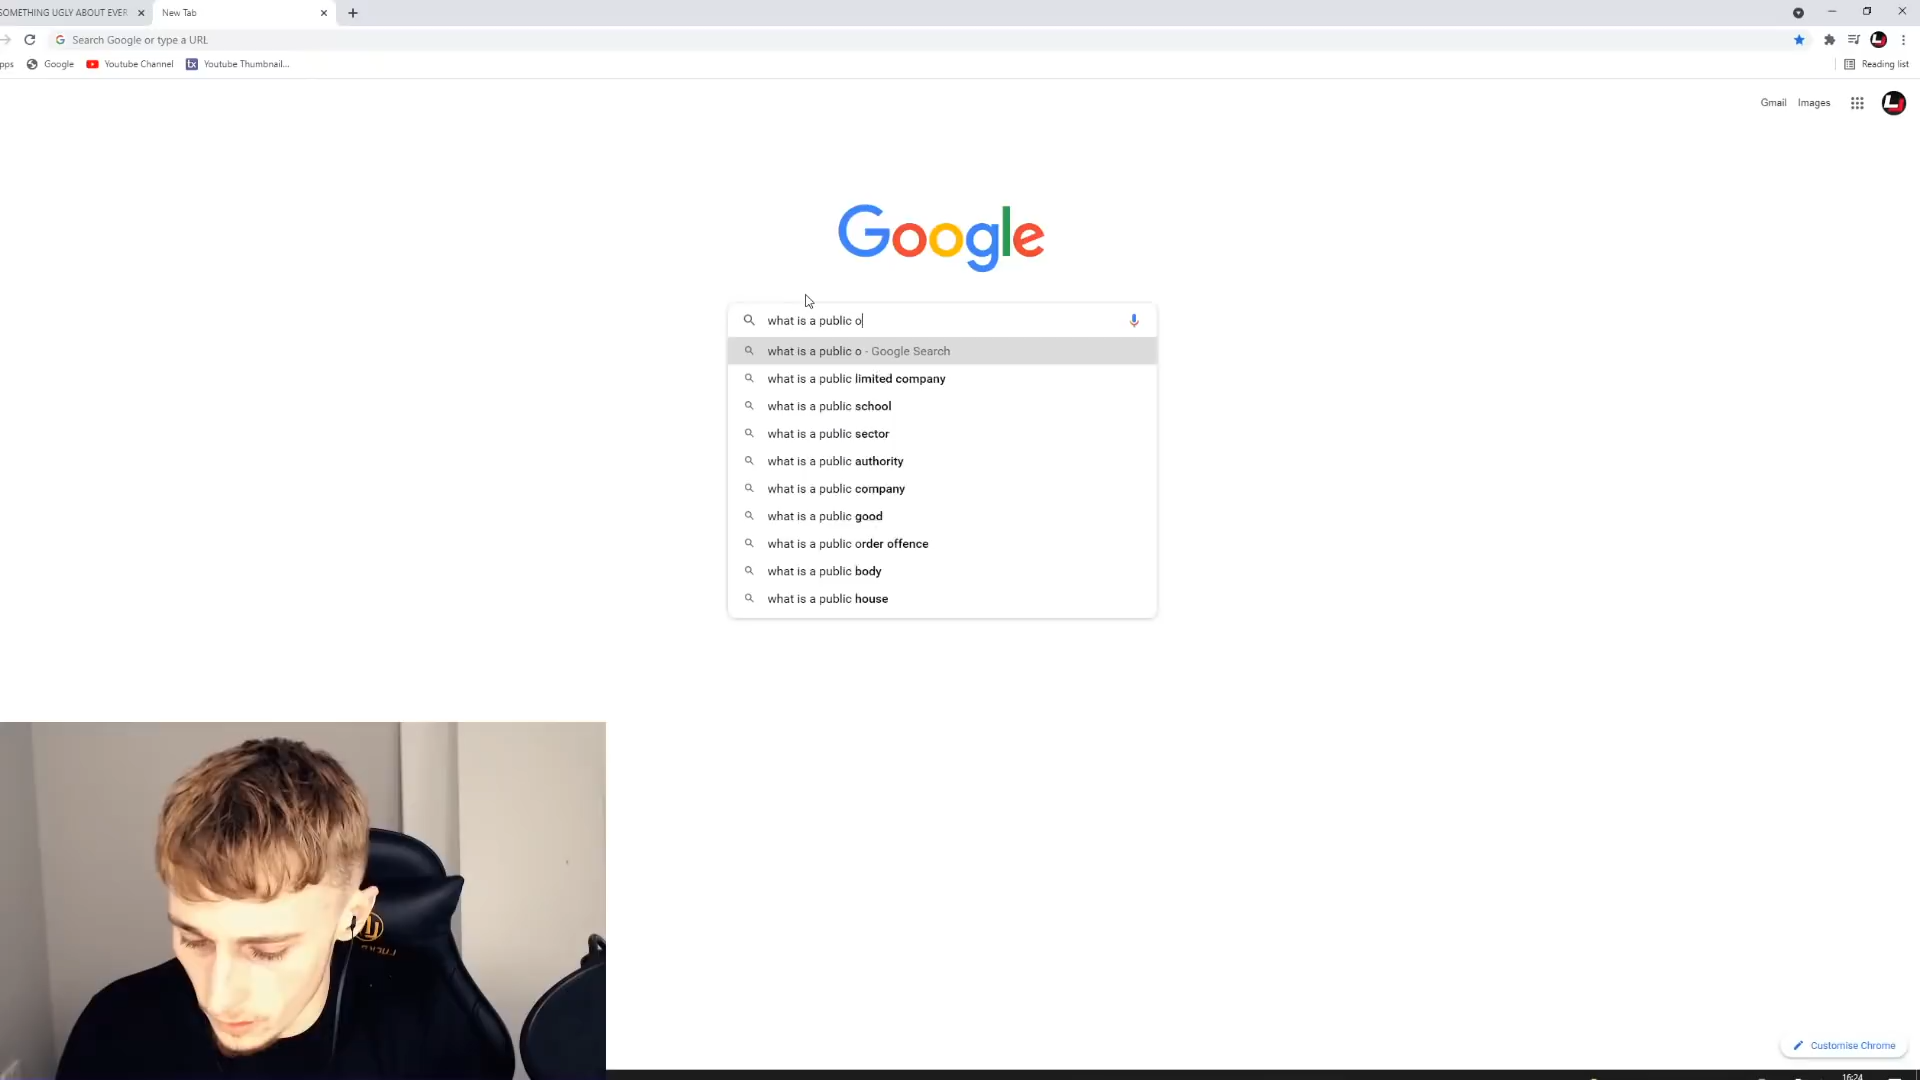 SOMETHING UGLY ABOUT EVER
New Tab
Search Google or type a URL
pps
Google
Youtube Channel
Youtube Thumbnail...
Reading list
Gmail
Images
Google
what is a public o
what is a public o - Google Search
what is a public limited company
what is a public school
what is a public sector
what is a public authority
what is a public company
what is a public good
what is a public order offence
what is a public body
what is a public house
Customise Chrome
16:24